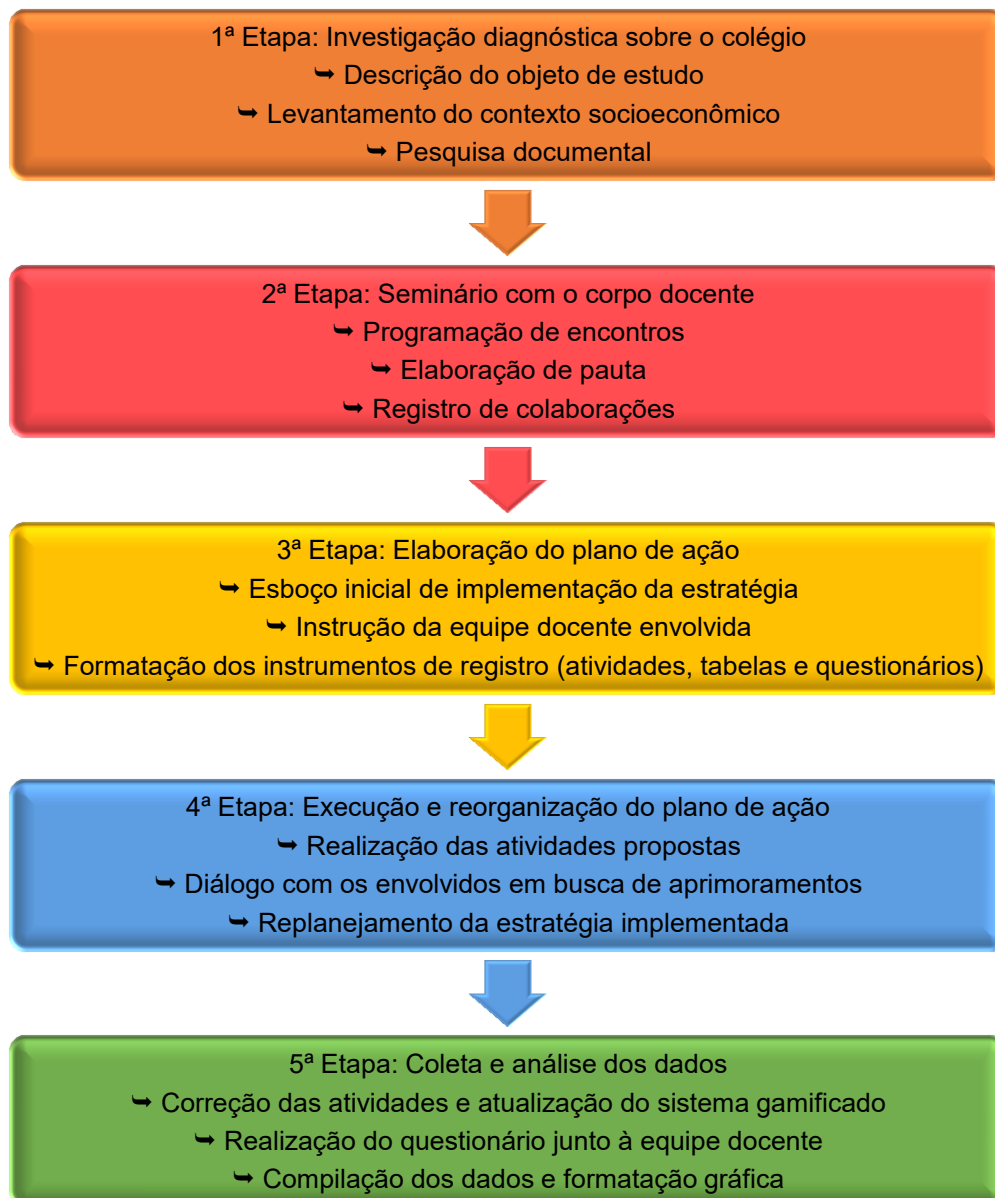 1ª Etapa: Investigação diagnóstica sobre o colégio
➥ Descrição do objeto de estudo
➥ Levantamento do contexto socioeconômico
➥ Pesquisa documental
2ª Etapa: Seminário com o corpo docente
➥ Programação de encontros
➥ Elaboração de pauta
➥ Registro de colaborações
3ª Etapa: Elaboração do plano de ação
➥ Esboço inicial de implementação da estratégia
➥ Instrução da equipe docente envolvida
➥ Formatação dos instrumentos de registro (atividades, tabelas e questionários)
4ª Etapa: Execução e reorganização do plano de ação
➥ Realização das atividades propostas
➥ Diálogo com os envolvidos em busca de aprimoramentos
➥ Replanejamento da estratégia implementada
5ª Etapa: Coleta e análise dos dados
➥ Correção das atividades e atualização do sistema gamificado
➥ Realização do questionário junto à equipe docente
➥ Compilação dos dados e formatação gráfica